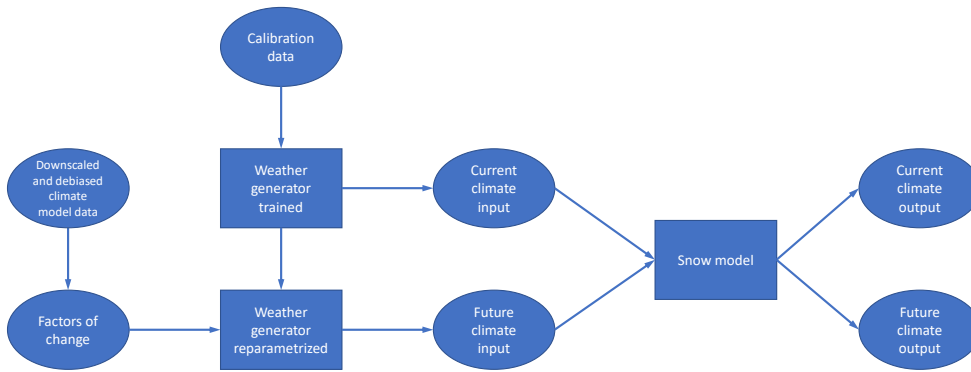 Calibration
data
Downscaled
and debiased
climate
model data
Weather
generator
trained
Current
climate
input
Current
climate
output
Snow model
Factors of
change
Weather
generator
reparametrized
Future
climate
input
Future
climate
output